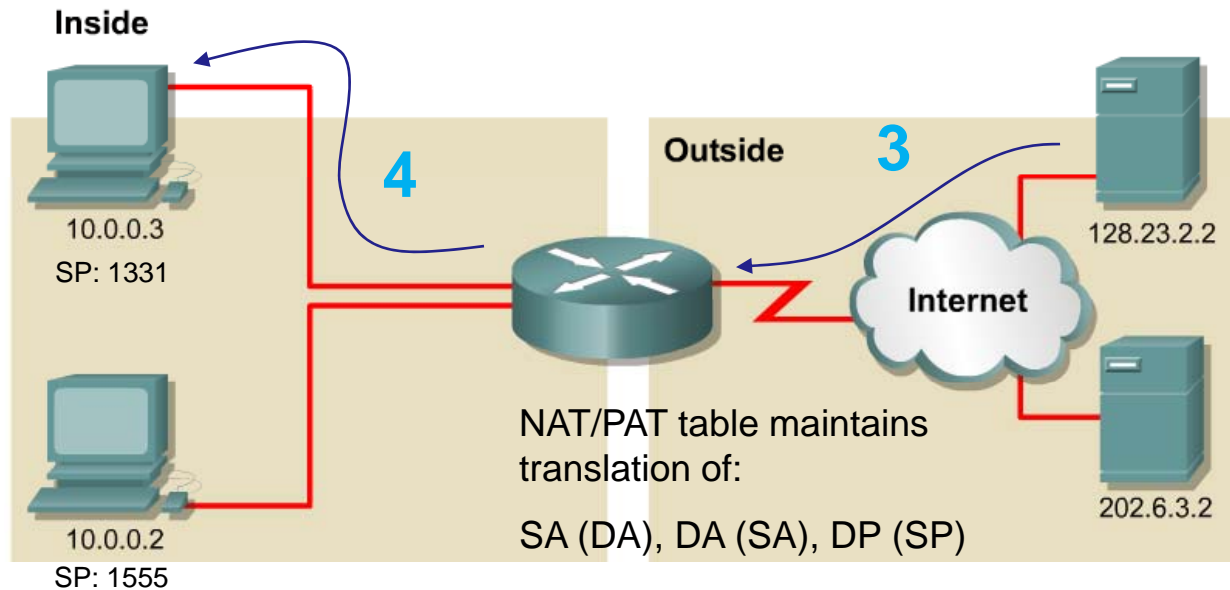 Inside
10.0.0.3
SP: 1331
10.0.0.2
SP: 1555
4
Outside
3
128.23.2.2
Internet
202.6.3.2
NAT/PAT table maintains
translation of:
SA (DA), DA (SA), DP (SP)